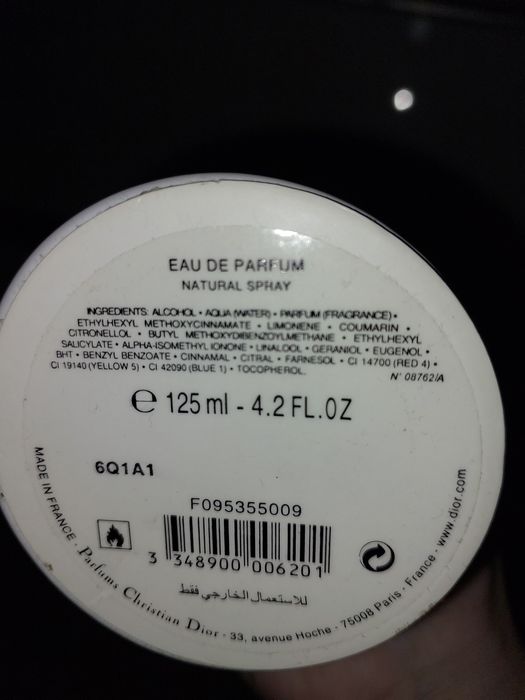 EAU DE PARFUM
NATURAL SPRAY
INGREDIENTS: ALCOHOL • AQUA (WATER) • PARFUM (FRAGRANCE) •
ETHYLHEXYL METHOXYCINNAMATE • LIMONENE • COUMARIN •
CITRONELLOL • BUTYL METHOXYDIBENZOYLMETHANE • ETHYLHEXYL
SALICYLATE • ALPHA-ISOMETHYL IONONE • LINALOOL • GERANIOL • EUGENOL •
BHT • BENZYL BENZOATE • CINNAMAL • CITRAL • FARNESOL • CI 14700 (RED 4) •
CI 19140 (YELLOW 5) • CI 42090 (BLUE 1) • TOCOPHEROL.
N° 08762/A
e 125 ml - 4.2 FL.OZ
6Q1A1
F095355009
3 348900 006201
للاستعمال الخارجي فقط
MADE IN FRANCE • Parfums Christian Dior • 33, avenue Hoche • 75008 Paris • France • www.dior.com